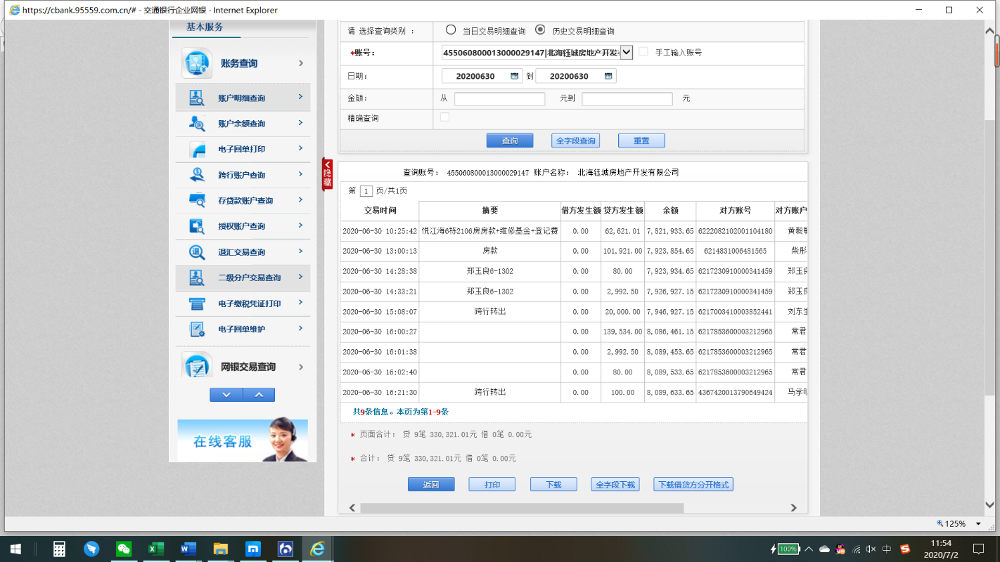 https://cbank.95559.com.cn/# - 交通银行企业网银 - Internet Explorer
基本服务
账务查询
账户明细查询
账户余额查询
电子回单打印
跨行账户查询
存贷款账户查询
授权账户查询
退汇交易查询
二级分户交易查询
电子缴税凭证打印
电子回单维护
网银交易查询
在线客服
隐藏
请 选择查询类别 : 当日交易明细查询 历史交易明细查询
*账号: 455060800013000029147|北海钰城房地产开发 手工输入账号
日期: 20200630 到 20200630
金额: 从 元到 元
精确查询
查询 全字段查询 重置
查询账号: 455060800013000029147 账户名称: 北海钰城房地产开发有限公司
第 1 页/共1页
交易时间 摘要 借方发生额 贷方发生额 余额 对方账号 对方账户
2020-06-30 10:25:42 悦江海6栋2106房房款+维修基金+登记费 0.00 62,621.01 7,821,933.65 6222082102001104180 黄毅
2020-06-30 13:00:13 房款 0.00 101,921.00 7,923,854.65 6214831006481565 柴彤
2020-06-30 14:28:38 郑玉良6-1302 0.00 80.00 7,923,934.65 6217230910000341459 郑玉良
2020-06-30 14:33:21 郑玉良6-1302 0.00 2,992.50 7,926,927.15 6217230910000341459 郑玉良
2020-06-30 15:08:07 跨行转出 0.00 20,000.00 7,946,927.15 6217003410003852441 刘东生
2020-06-30 16:00:27 0.00 139,534.00 8,086,461.15 6217853600003212965 常君
2020-06-30 16:01:38 0.00 2,992.50 8,089,453.65 6217853600003212965 常君
2020-06-30 16:02:40 0.00 80.00 8,089,533.65 6217853600003212965 常君
2020-06-30 16:21:30 跨行转出 0.00 100.00 8,089,633.65 4367420013790649424 马学明
共9条信息。本页为第1-9条
* 页面合计: 贷 9笔 330,321.01元 借 0笔 0.00元
* 合计: 贷 9笔 330,321.01元 借 0笔 0.00元
返回 打印 下载 全字段下载 下载借贷方分开格式
125%
100% 中
11:54
2020/7/2